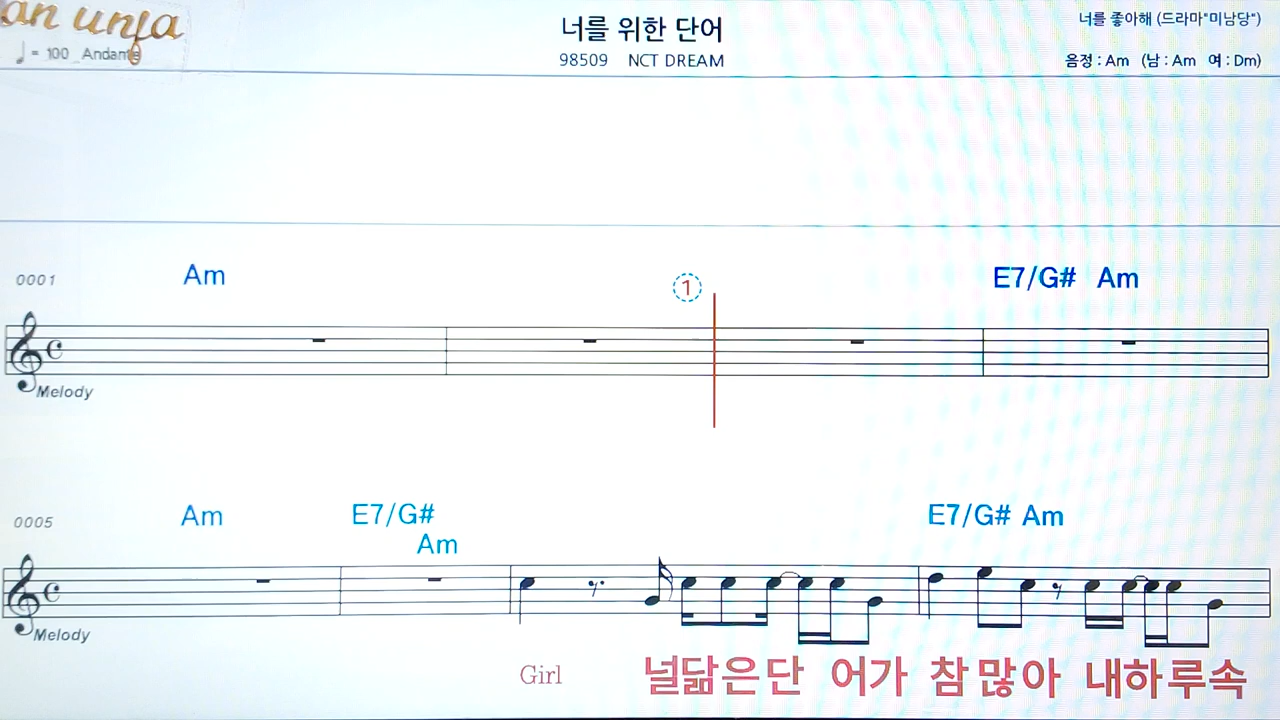 an unfa
♩ = 100 Andante
너를 위한 단어
98509 NCT DREAM
너를 좋아해 (드라마"미남당")
음정 : Am (남 : Am 여 : Dm)
0001 Am 1 E7/G# Am
Melody
0005 Am E7/G# Am E7/G# Am
Melody
Girl 널닮은단 어가 참많아 내하루속